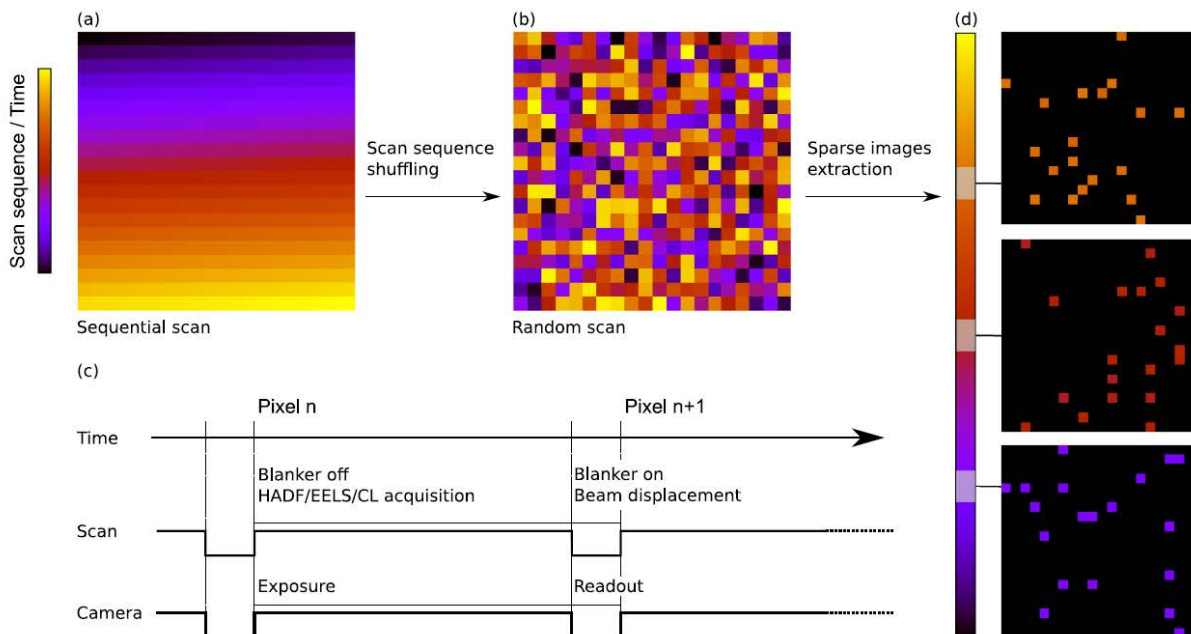 (a)
(b)
(d)
Scan sequence / Time
Scan sequence
shuffling
Sparse images
extraction
Sequential scan
Random scan
(c)
Pixel n
Pixel n+1
Time
Blanker off
HADF/EELS/CL acquisition
Blanker on
Beam displacement
Scan
Exposure
Readout
Camera